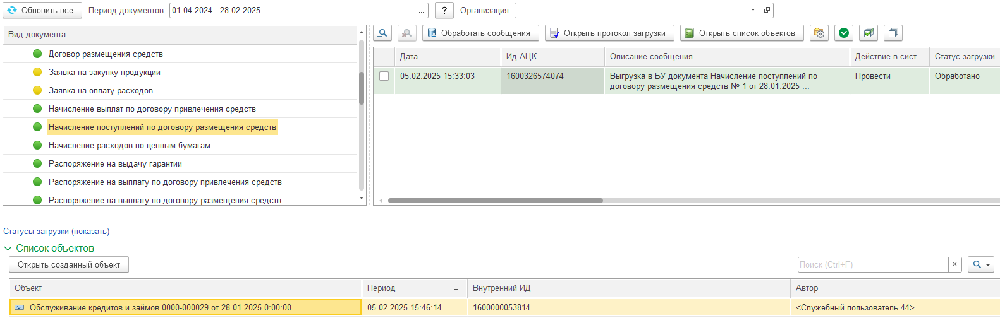 Обновить все
Период документов:
01.04.2024 - 28.02.2025
...
?
Организация:
Вид документа
Договор размещения средств
Заявка на закупку продукции
Заявка на оплату расходов
Начисление выплат по договору привлечения средств
Начисление поступлений по договору размещения средств
Начисление расходов по ценным бумагам
Распоряжение на выдачу гарантии
Распоряжение на выплату по договору привлечения средств
Распоряжение на выплату по договору размещения средств
Обработать сообщения
Открыть протокол загрузки
Открыть список объектов
Дата
Ид АЦК
Описание сообщения
Действие в сист...
Статус загрузки
05.02.2025 15:33:03
1600326574074
Выгрузка в БУ документа Начисление поступлений по
договору размещения средств № 1 от 28.01.2025 ...
Провести
Обработано
Статусы загрузки (показать)
Список объектов
Открыть созданный объект
Поиск (Ctrl+F)
×
Объект
Период
↓
Внутренний ИД
Автор
Обслуживание кредитов и займов 0000-000029 от 28.01.2025 0:00:00
05.02.2025 15:46:14
1600000053814
<Служебный пользователь 44>